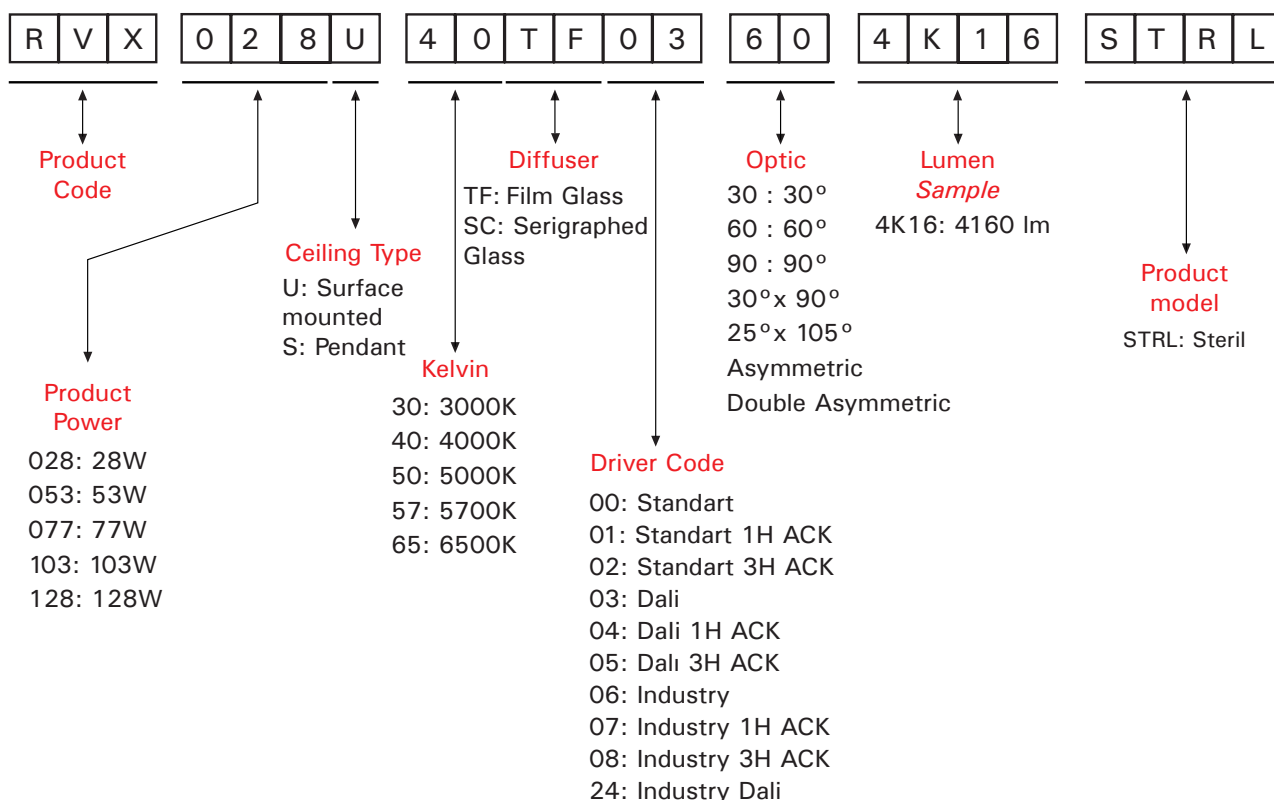 R V X 0 2 8 U 4 0 T F 0 3 6 0 4 K 1 6 S T R L
Product
Code
Product
Power
028: 28W
053: 53W
077: 77W
103: 103W
128: 128W
Ceiling Type
U: Surface
mounted
S: Pendant
Kelvin
30: 3000K
40: 4000K
50: 5000K
57: 5700K
65: 6500K
Diffuser
TF: Film Glass
SC: Serigraphed
Glass
Driver Code
00: Standart
01: Standart 1H ACK
02: Standart 3H ACK
03: Dali
04: Dali 1H ACK
05: Dalı 3H ACK
06: Industry
07: Industry 1H ACK
08: Industry 3H ACK
24: Industry Dali
Optic
30 : 30º
60 : 60º
90 : 90º
30ºx 90º
25ºx 105º
Asymmetric
Double Asymmetric
Lumen
Sample
4K16: 4160 lm
Product
model
STRL: Steril